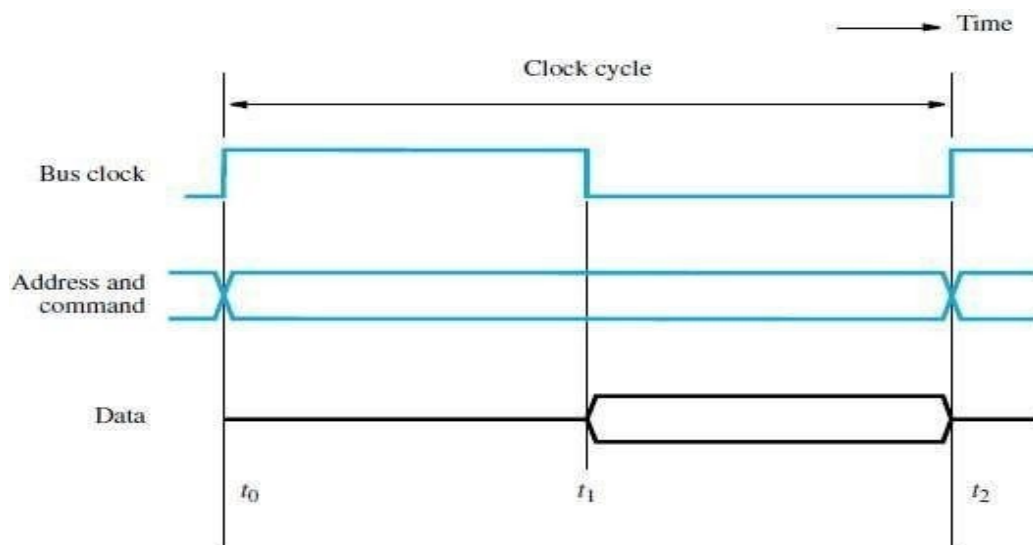 Time
Clock cycle
Bus clock
Address and
command
Data
t0
t1
t2